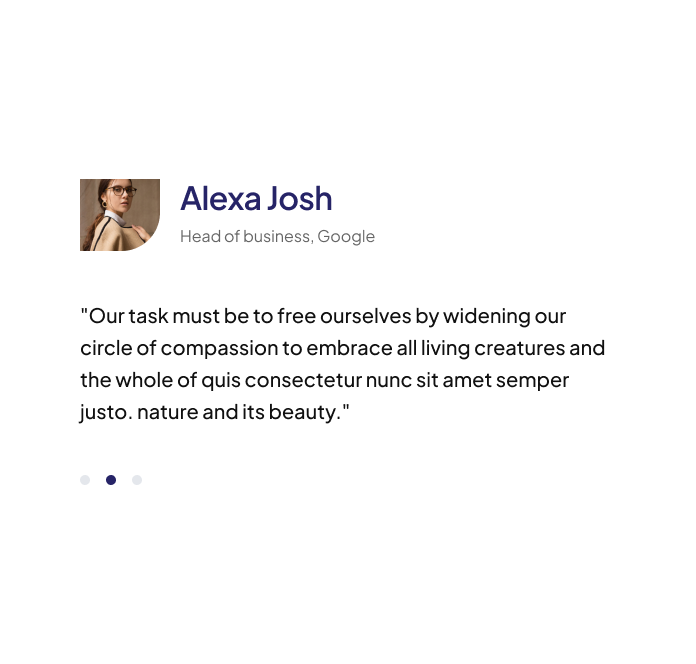 Alexa Josh
Head of business, Google
"Our task must be to free ourselves by widening our
circle of compassion to embrace all living creatures and
the whole of quis consectetur nunc sit amet semper
justo. nature and its beauty."